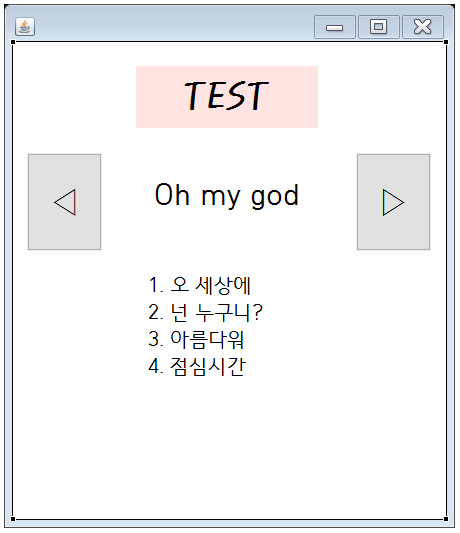 TEST
◁ Oh my god ▷
1. 오 세상에
2. 넌 누구니?
3. 아름다워
4. 점심시간